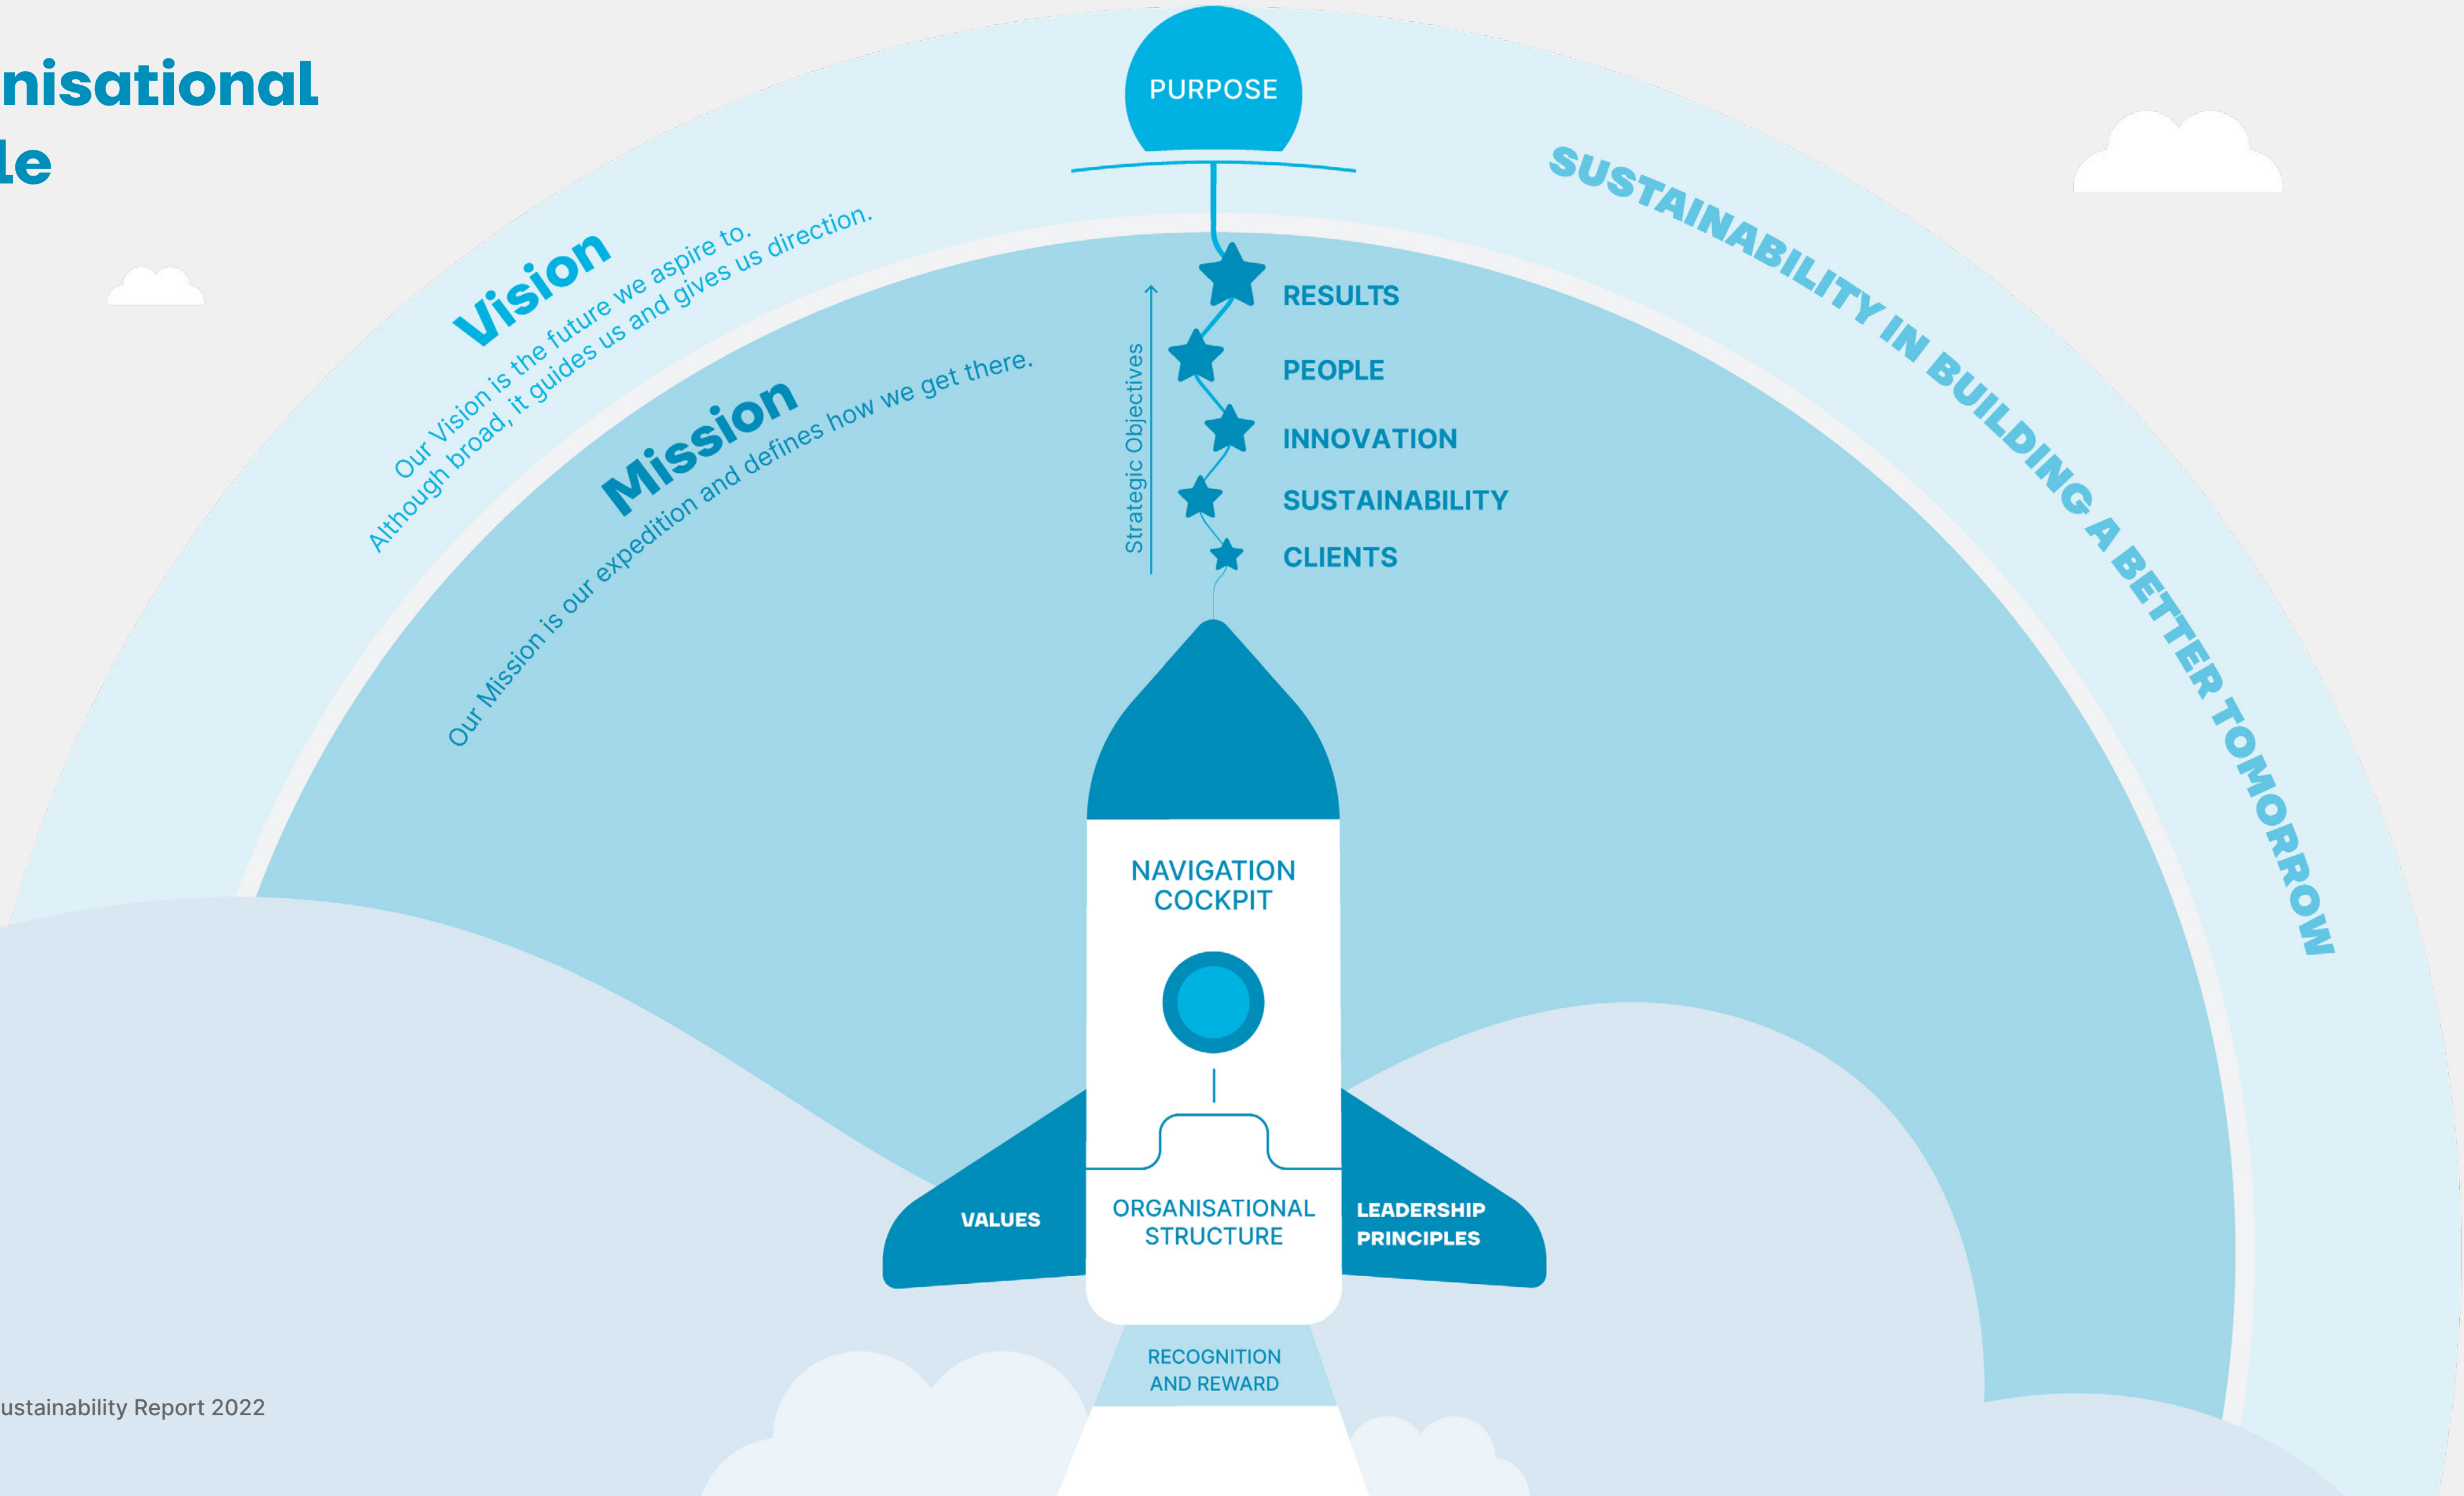 nisational
le
PURPOSE
Vision
Our Vision is the future we aspire to.
Although broad, it guides us and gives us direction.
Mission
Our Mission is our expedition and defines how we get there.
SUSTAINABILITY IN BUILDING A BETTER TOMORROW
Strategic Objectives
RESULTS
PEOPLE
INNOVATION
SUSTAINABILITY
CLIENTS
NAVIGATION
COCKPIT
VALUES
ORGANISATIONAL
STRUCTURE
LEADERSHIP
PRINCIPLES
RECOGNITION
AND REWARD
ustainability Report 2022